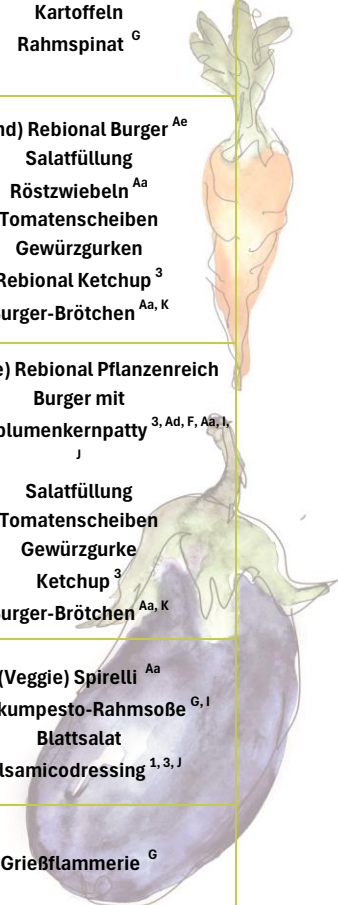 Kartoffeln
Rahmspinat G
nd) Rebional Burger Ae
Salatfüllung
Röstzwiebeln Aa
Tomatenscheiben
Gewürzgurken
Rebional Ketchup 3
urger-Brötchen Aa, K
e) Rebional Pflanzenreich
Burger mit
blumenkernpatty 3, Ad, F, Aa, I,
J
Salatfüllung
Tomatenscheiben
Gewürzgurke
Ketchup 3
urger-Brötchen Aa, K
(Veggie) Spirelli Aa
kumpesto-Rahmsoße G, I
Blattsalat
lsamicodressing 1, 3, J
Grießflammerie G